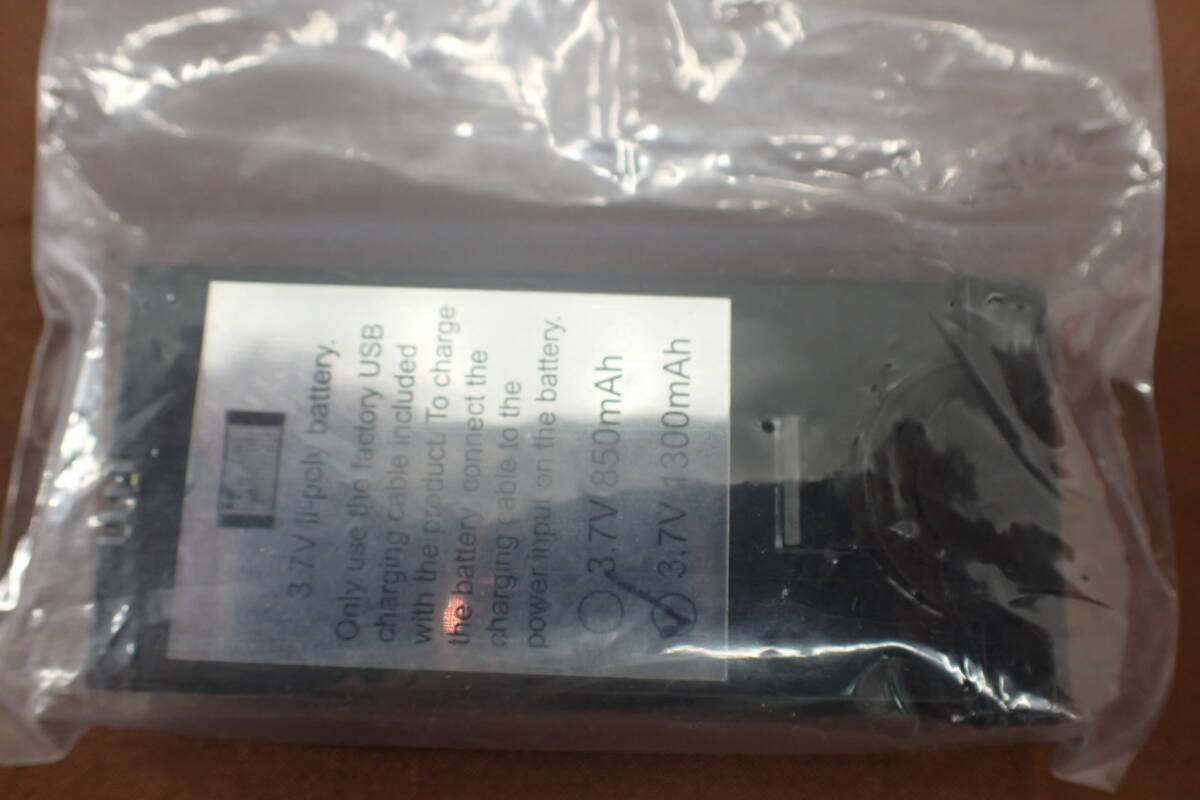 3.7V li-poly battery.
Only use the factory USB
charging cable included
with the product. To charge
the battery, connect the
charging cable to the
power input on the battery.
3.7V 850mAh
3.7V 1300mAh